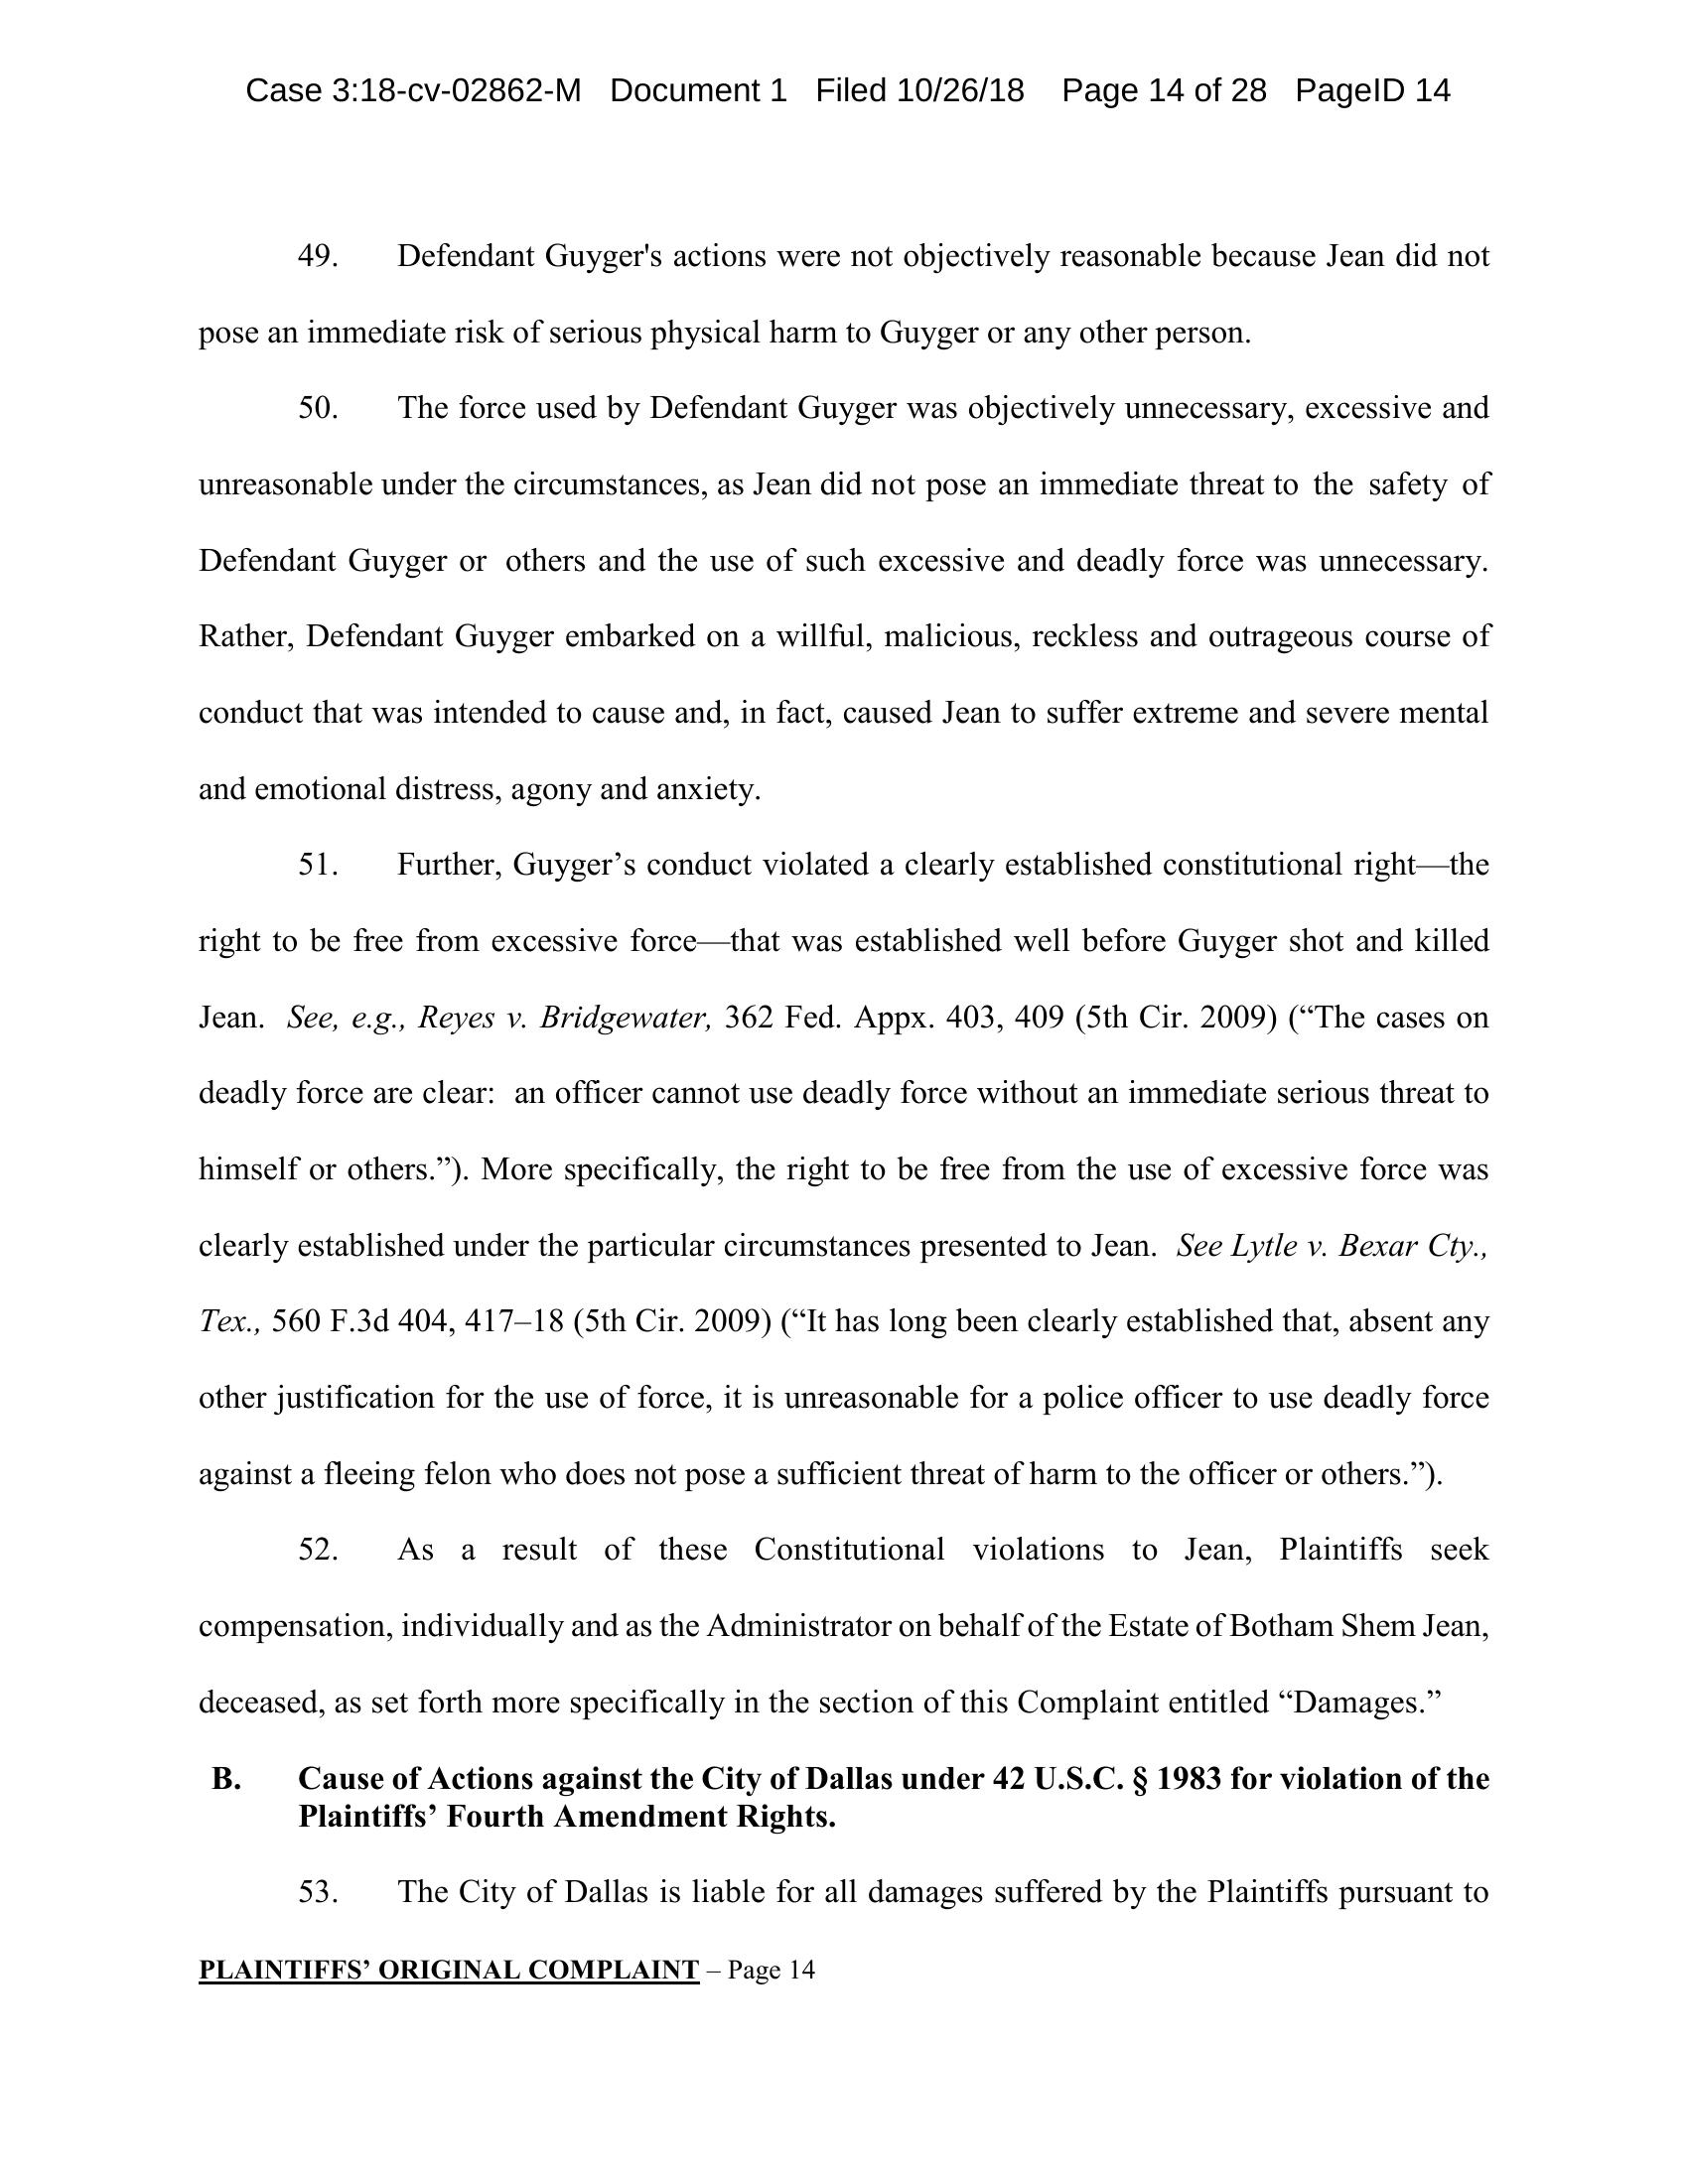 Case 3:18-cv-02862-M Document 1 Filed 10/26/18 Page 14 of 28 PageID 14
49. Defendant Guyger's actions were not objectively reasonable because Jean did not
pose an immediate risk of serious physical harm to Guyger or any other person.
50. The force used by Defendant Guyger was objectively unnecessary, excessive and
unreasonable under the circumstances, as Jean did not pose an immediate threat to the safety of
Defendant Guyger or others and the use of such excessive and deadly force was unnecessary.
Rather, Defendant Guyger embarked on a willful, malicious, reckless and outrageous course of
conduct that was intended to cause and, in fact, caused Jean to suffer extreme and severe mental
and emotional distress, agony and anxiety.
51. Further, Guyger’s conduct violated a clearly established constitutional right—the
right to be free from excessive force—that was established well before Guyger shot and killed
Jean. See, e.g., Reyes v. Bridgewater, 362 Fed. Appx. 403, 409 (5th Cir. 2009) (“The cases on
deadly force are clear: an officer cannot use deadly force without an immediate serious threat to
himself or others.”). More specifically, the right to be free from the use of excessive force was
clearly established under the particular circumstances presented to Jean. See Lytle v. Bexar Cty.,
Tex., 560 F.3d 404, 417–18 (5th Cir. 2009) (“It has long been clearly established that, absent any
other justification for the use of force, it is unreasonable for a police officer to use deadly force
against a fleeing felon who does not pose a sufficient threat of harm to the officer or others.”).
52. As a result of these Constitutional violations to Jean, Plaintiffs seek
compensation, individually and as the Administrator on behalf of the Estate of Botham Shem Jean,
deceased, as set forth more specifically in the section of this Complaint entitled “Damages.”
B. Cause of Actions against the City of Dallas under 42 U.S.C. § 1983 for violation of the
Plaintiffs’ Fourth Amendment Rights.
53. The City of Dallas is liable for all damages suffered by the Plaintiffs pursuant to
PLAINTIFFS’ ORIGINAL COMPLAINT – Page 14